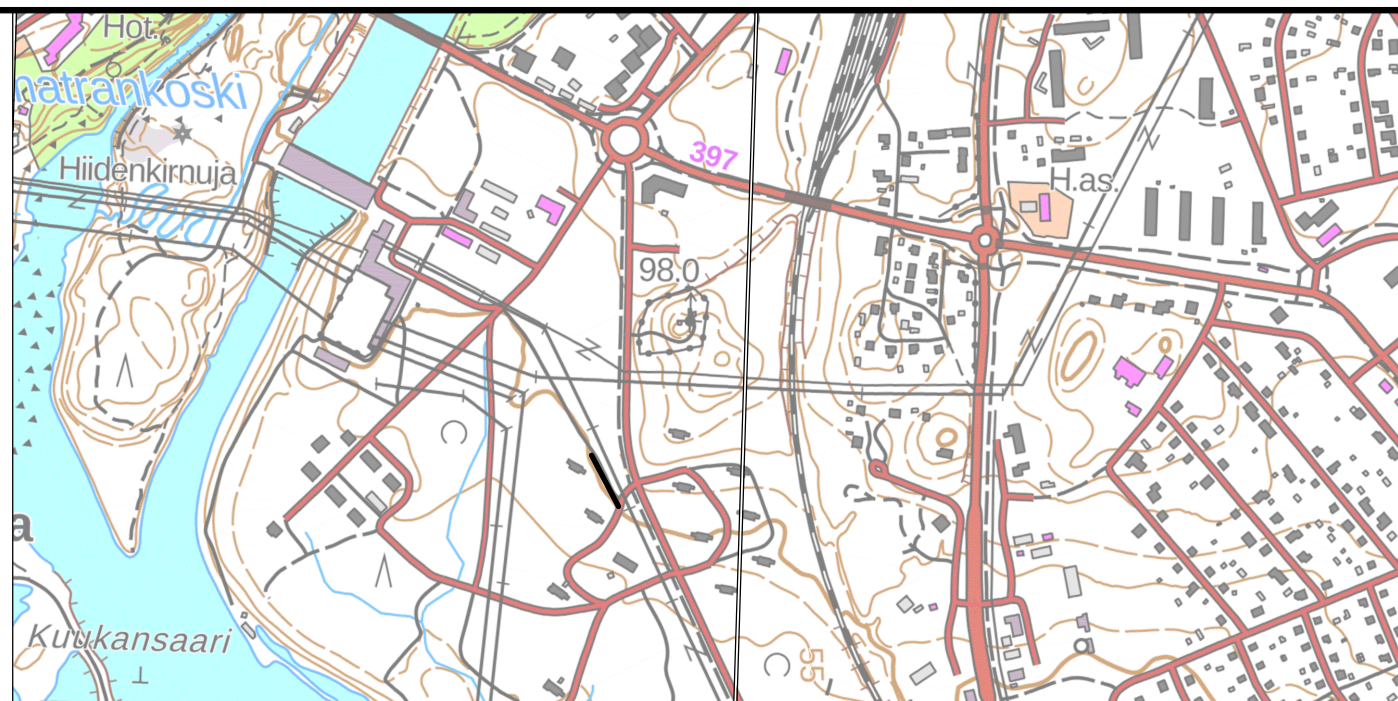 Hot.
natrankoski
Hiidenkirnuja
397
H.as.
98.0
a
Kuukansaari
55